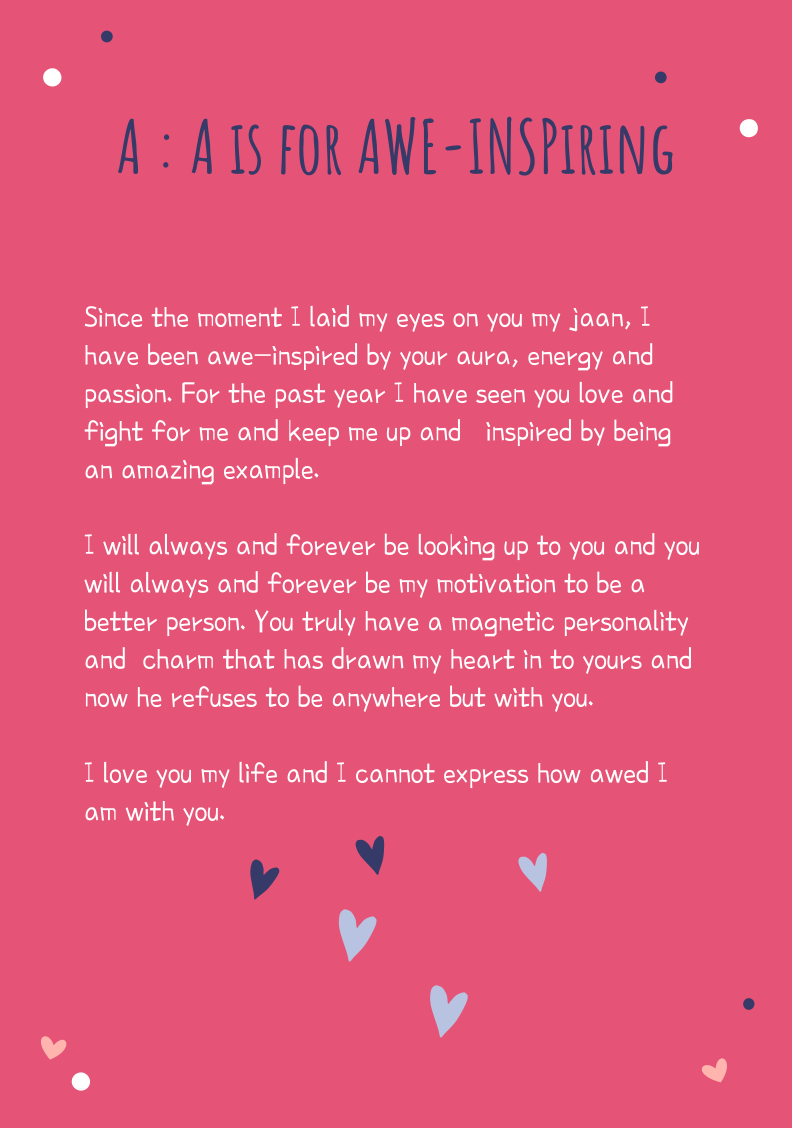 A : A IS FOR AWE-INSPIRING
Since the moment I laid my eyes on you my jaan, I
have been awe-inspired by your aura, energy and
passion. For the past year I have seen you love and
fight for me and keep me up and inspired by being
an amazing example.
I will always and forever be looking up to you and you
will always and forever be my motivation to be a
better person. You truly have a magnetic personality
and charm that has drawn my heart in to yours and
now he refuses to be anywhere but with you.
I love you my life and I cannot express how awed I
am with you.